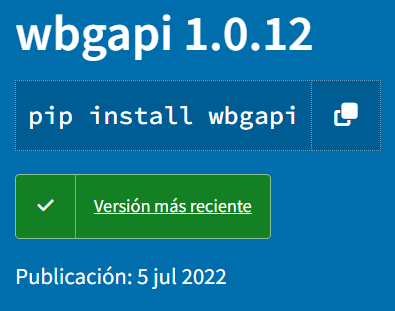 wbgapi 1.0.12
pip install wbgapi
Versión más reciente
Publicación: 5 jul 2022